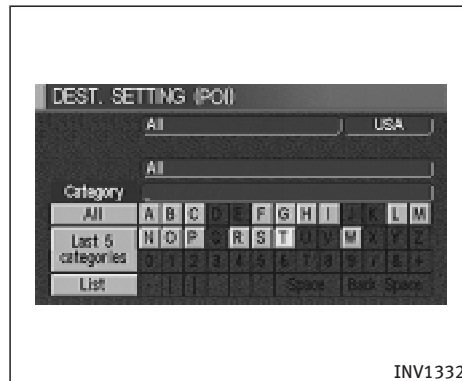 DEST. SETTING (POI)
All USA
All
Category
All A B C D E F G H I J K L M
Last 5 categories N O P Q R S T U V W X Y Z
0 1 2 3 4 5 6 7 8 9 / & +
List Space Back Space
INV1332